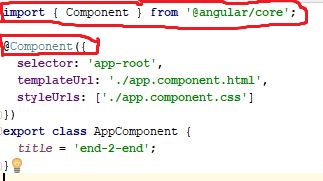 import { Component } from '@angular/core';
@Component({
selector: 'app-root',
templateUrl: './app.component.html',
styleUrls: ['./app.component.css']
})
export class AppComponent {
title = 'end-2-end';
}